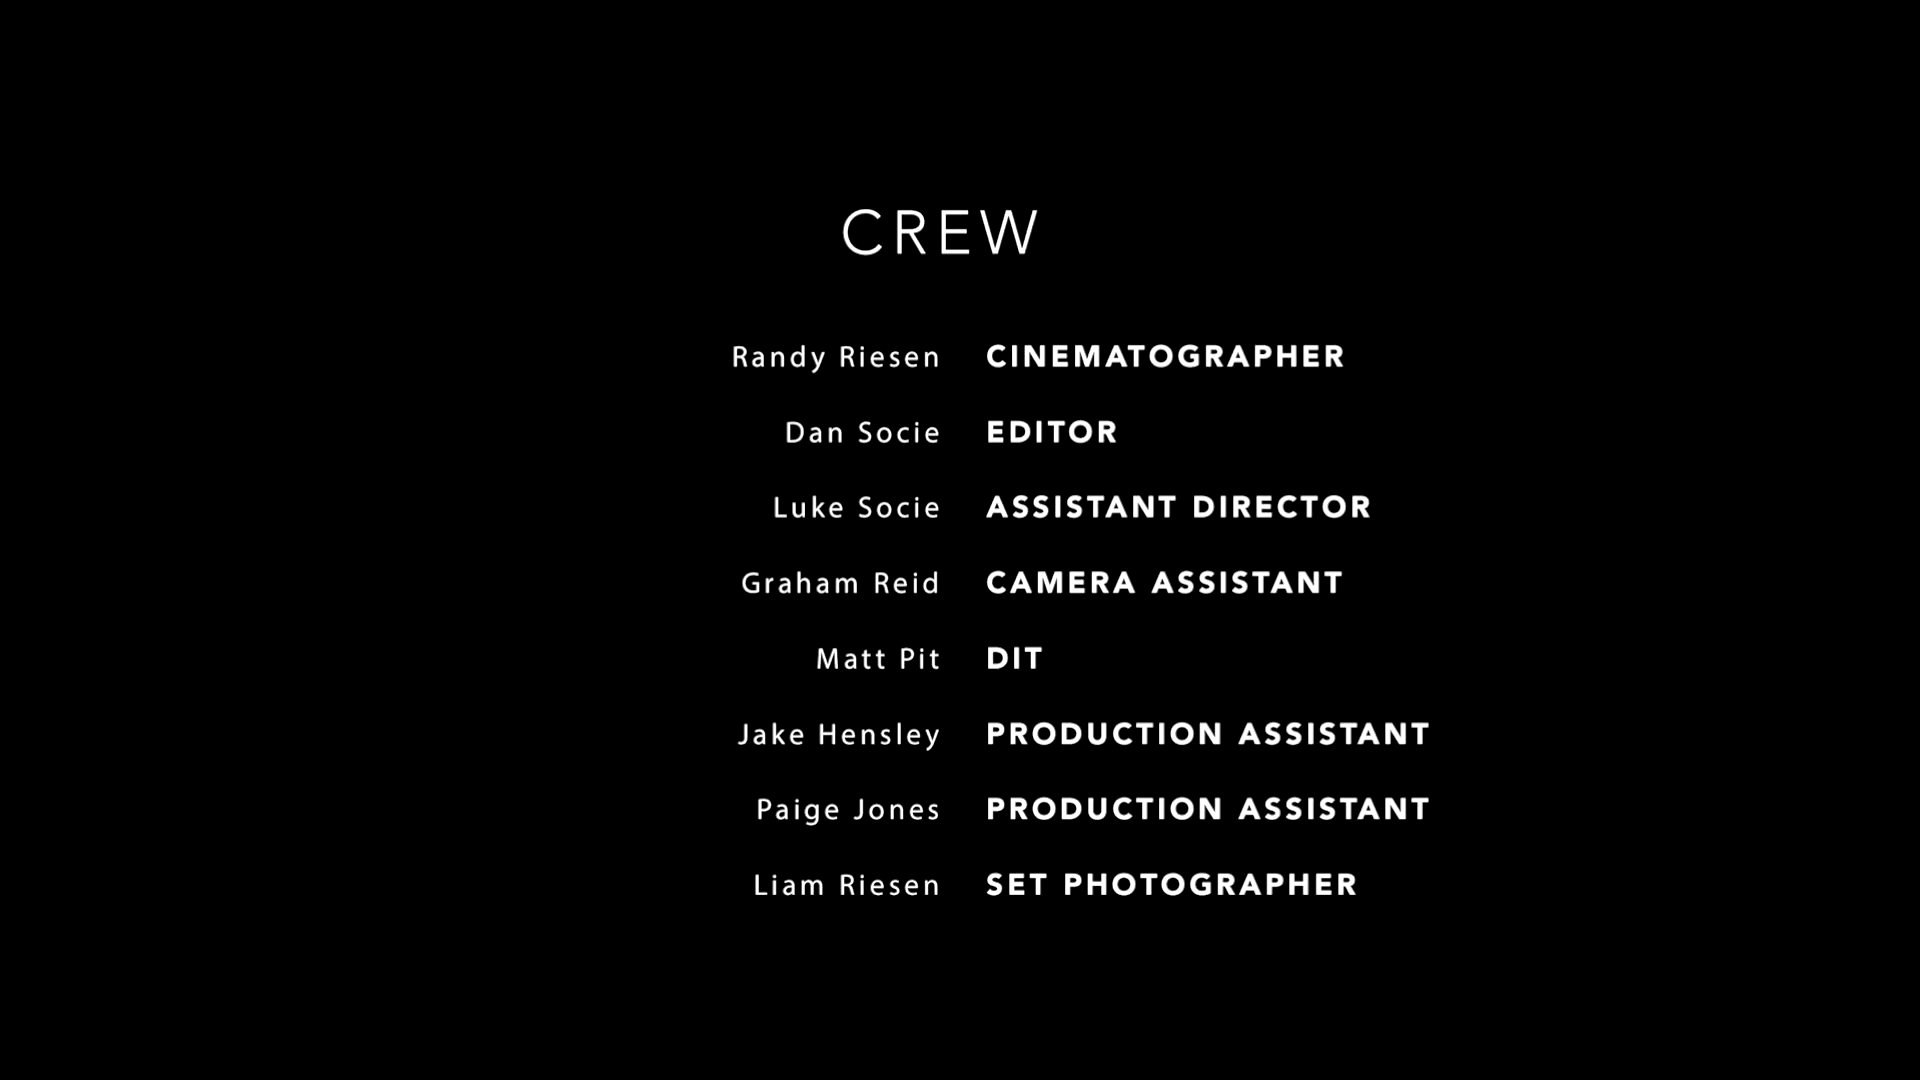 CREW
Randy Riesen CINEMATOGRAPHER
Dan Socie EDITOR
Luke Socie ASSISTANT DIRECTOR
Graham Reid CAMERA ASSISTANT
Matt Pit DIT
Jake Hensley PRODUCTION ASSISTANT
Paige Jones PRODUCTION ASSISTANT
Liam Riesen SET PHOTOGRAPHER